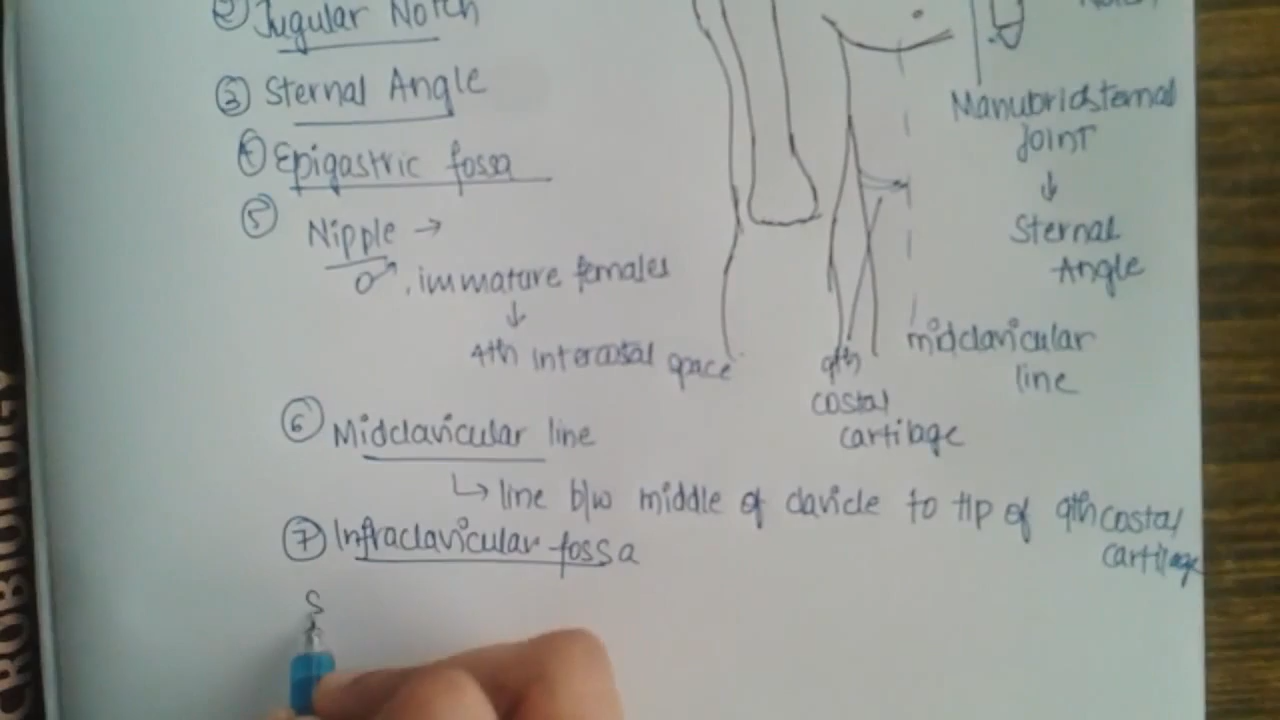 ② Jugular Notch
③ Sternal Angle
④ Epigastric fossa
⑤ Nipple →
♂, immature females
↓
4th intercostal space
⑥ Midclavicular line
↳ line b/w middle of clavicle to tip of 9th costal
cartilage
⑦ Infraclavicular fossa
S
Manubriosternal
Joint
↓
Sternal
Angle
midclavicular
line
9th
costal
cartilage
CROBIOLOGY